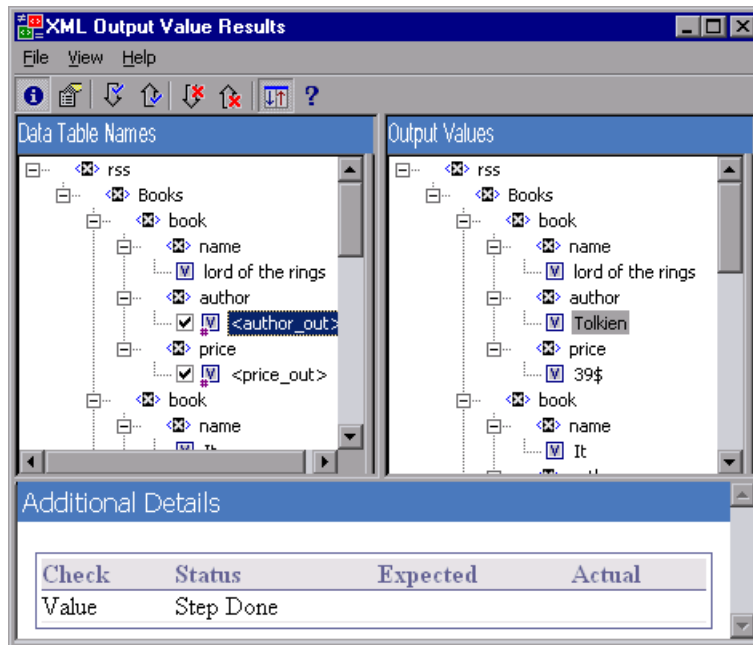 XML Output Value Results
File View Help
Data Table Names
rss
Books
book
name
lord of the rings
author
<author_out>
price
<price_out>
book
name
It
Output Values
rss
Books
book
name
lord of the rings
author
Tolkien
price
39$
book
name
It
Additional Details
Check Status Expected Actual
Value Step Done